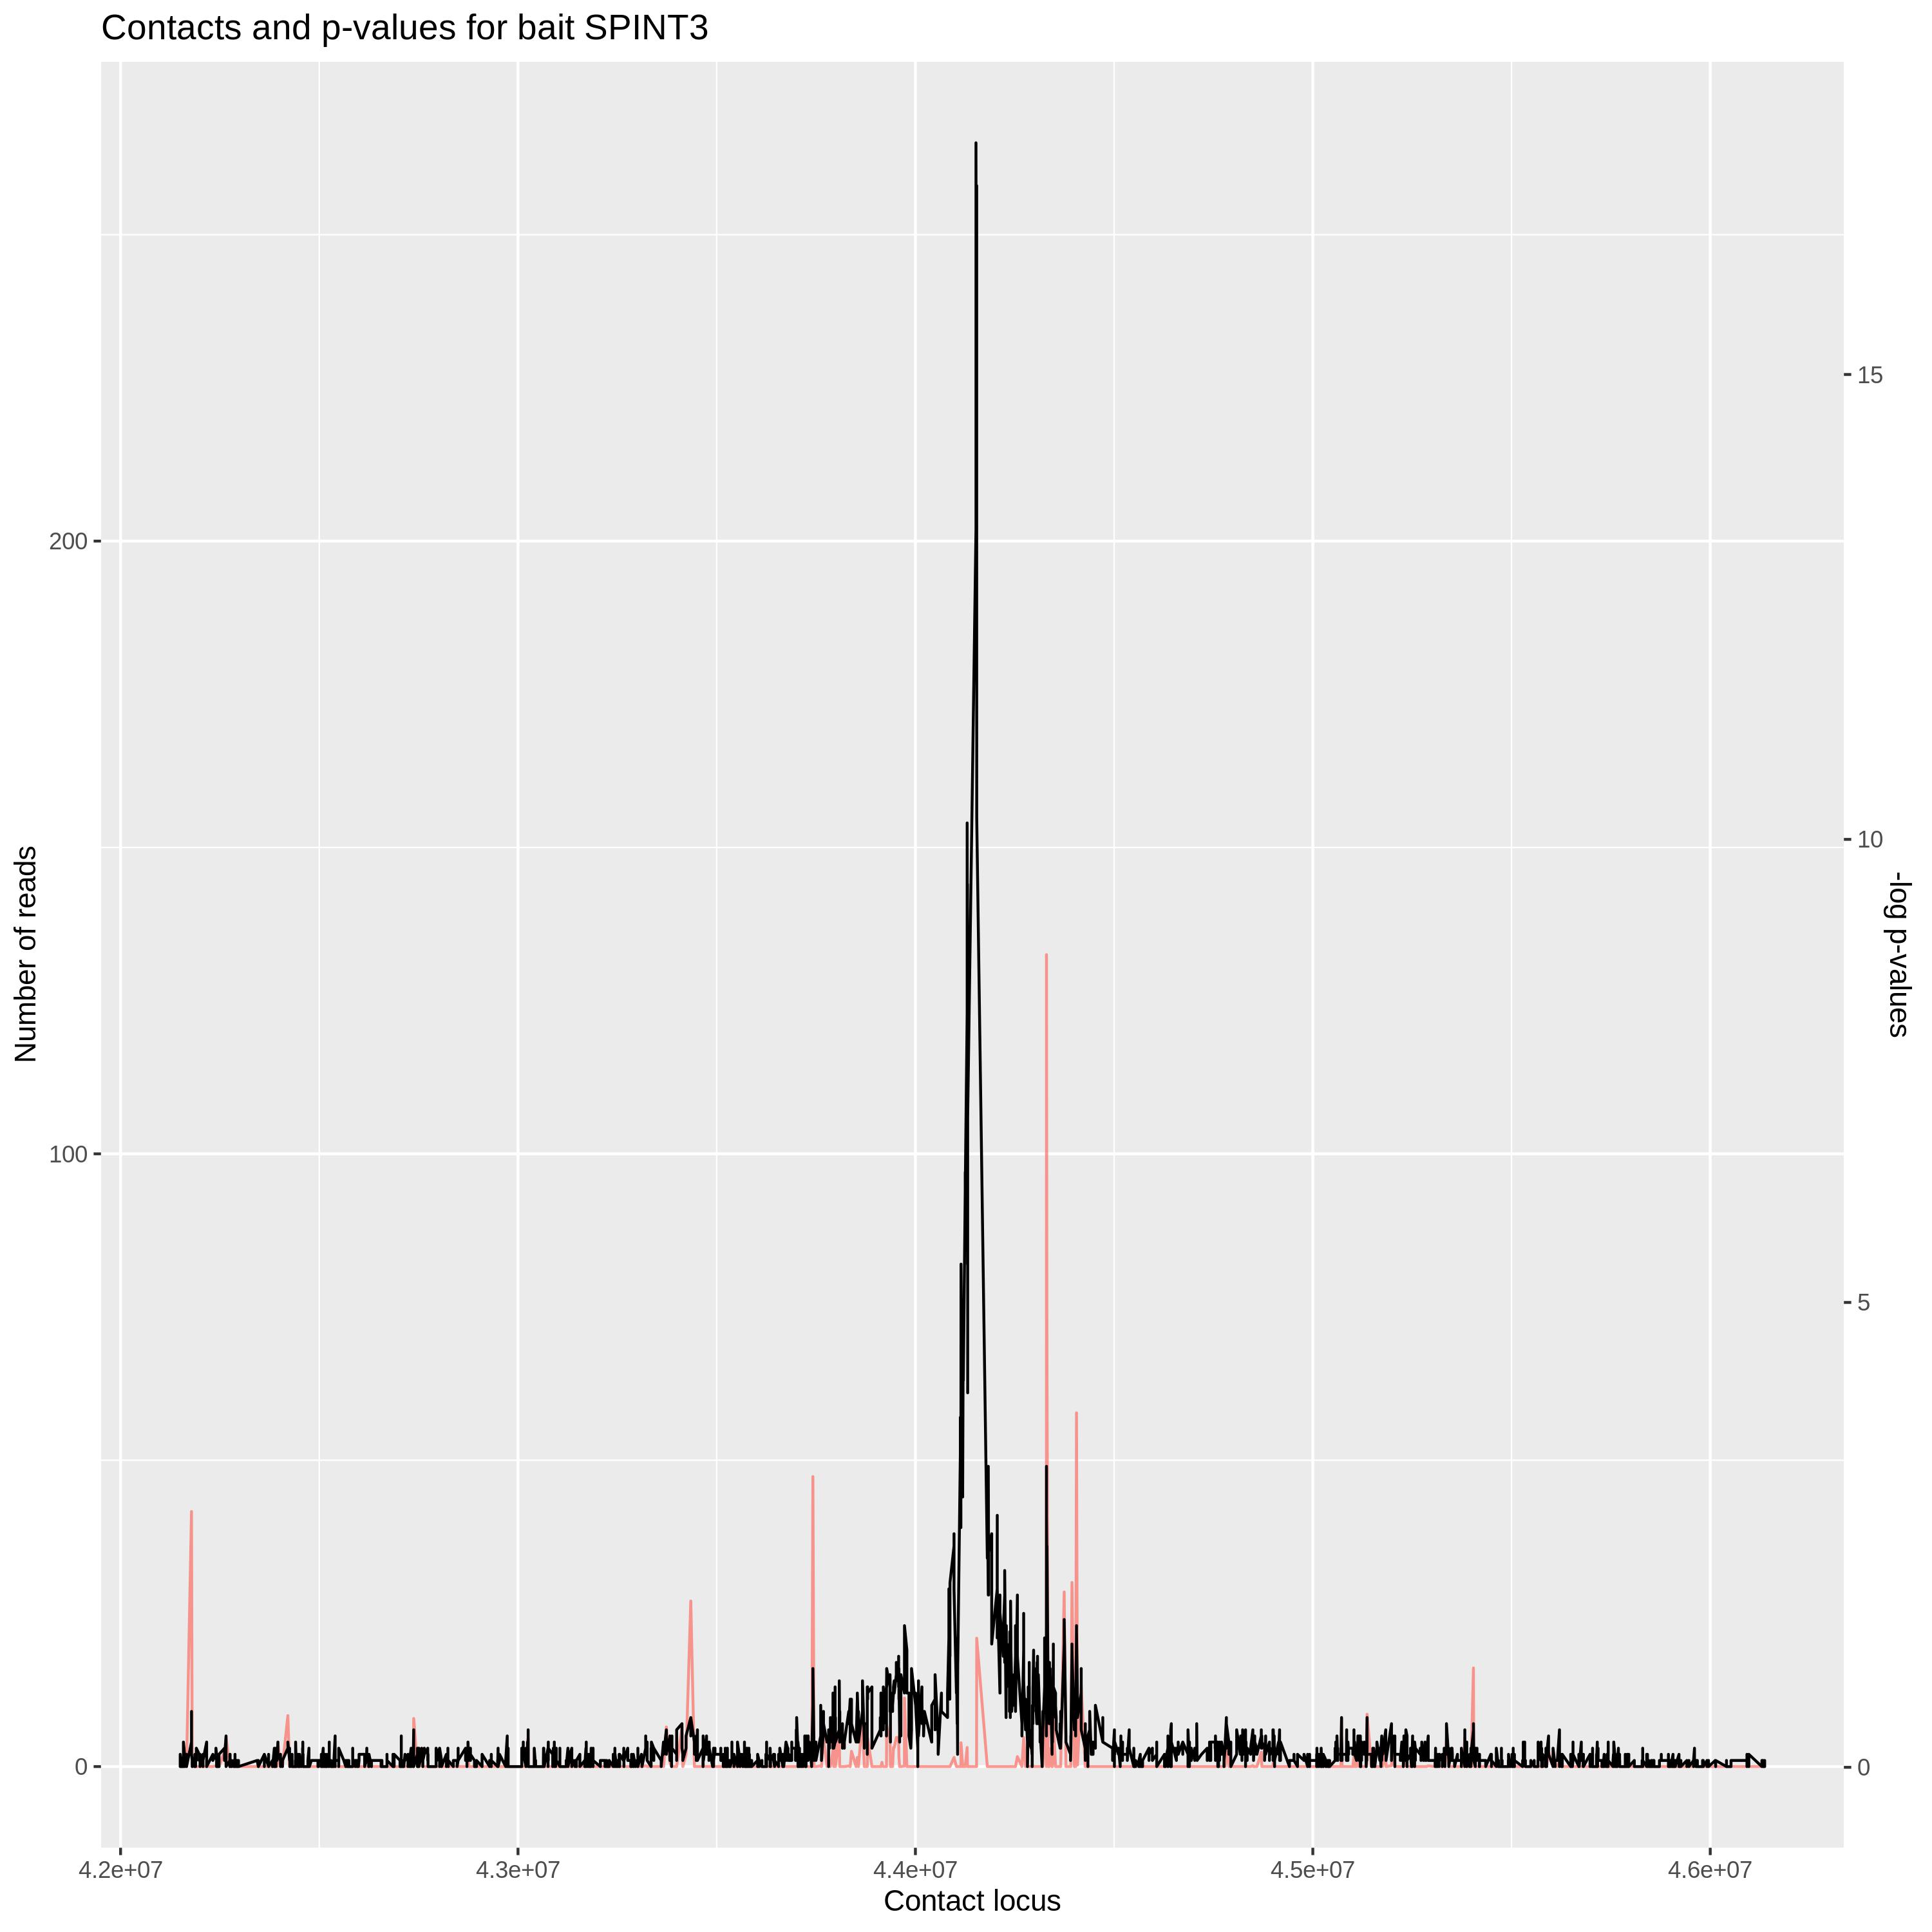 Contacts and p-values for bait SPINT3
Number of reads
200
100
0
15
10
5
0
-log p-values
4.2e+07 4.3e+07 4.4e+07 4.5e+07 4.6e+07
Contact locus